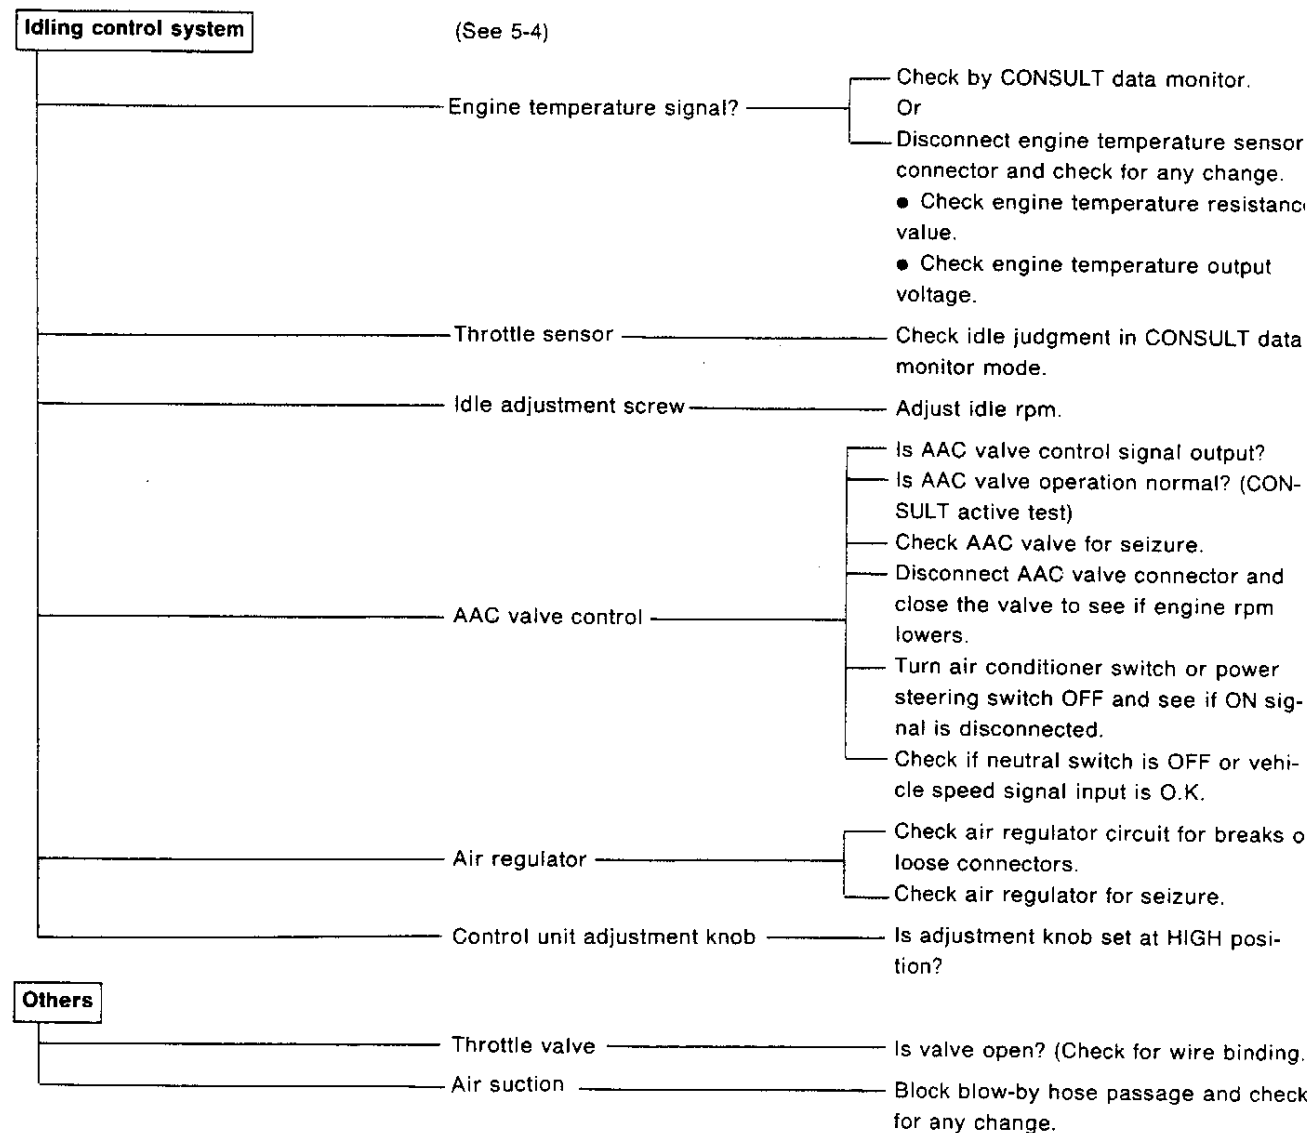 Idling control system
(See 5-4)
Engine temperature signal?
Check by CONSULT data monitor.
Or
Disconnect engine temperature sensor
connector and check for any change.
● Check engine temperature resistance
value.
● Check engine temperature output
voltage.
Throttle sensor
Check idle judgment in CONSULT data
monitor mode.
Idle adjustment screw
Adjust idle rpm.
AAC valve control
Is AAC valve control signal output?
Is AAC valve operation normal? (CON-
SULT active test)
Check AAC valve for seizure.
Disconnect AAC valve connector and
close the valve to see if engine rpm
lowers.
Turn air conditioner switch or power
steering switch OFF and see if ON sig-
nal is disconnected.
Check if neutral switch is OFF or vehi-
cle speed signal input is O.K.
Air regulator
Check air regulator circuit for breaks o
loose connectors.
Check air regulator for seizure.
Control unit adjustment knob
Is adjustment knob set at HIGH posi-
tion?
Others
Throttle valve
Is valve open? (Check for wire binding.
Air suction
Block blow-by hose passage and check
for any change.